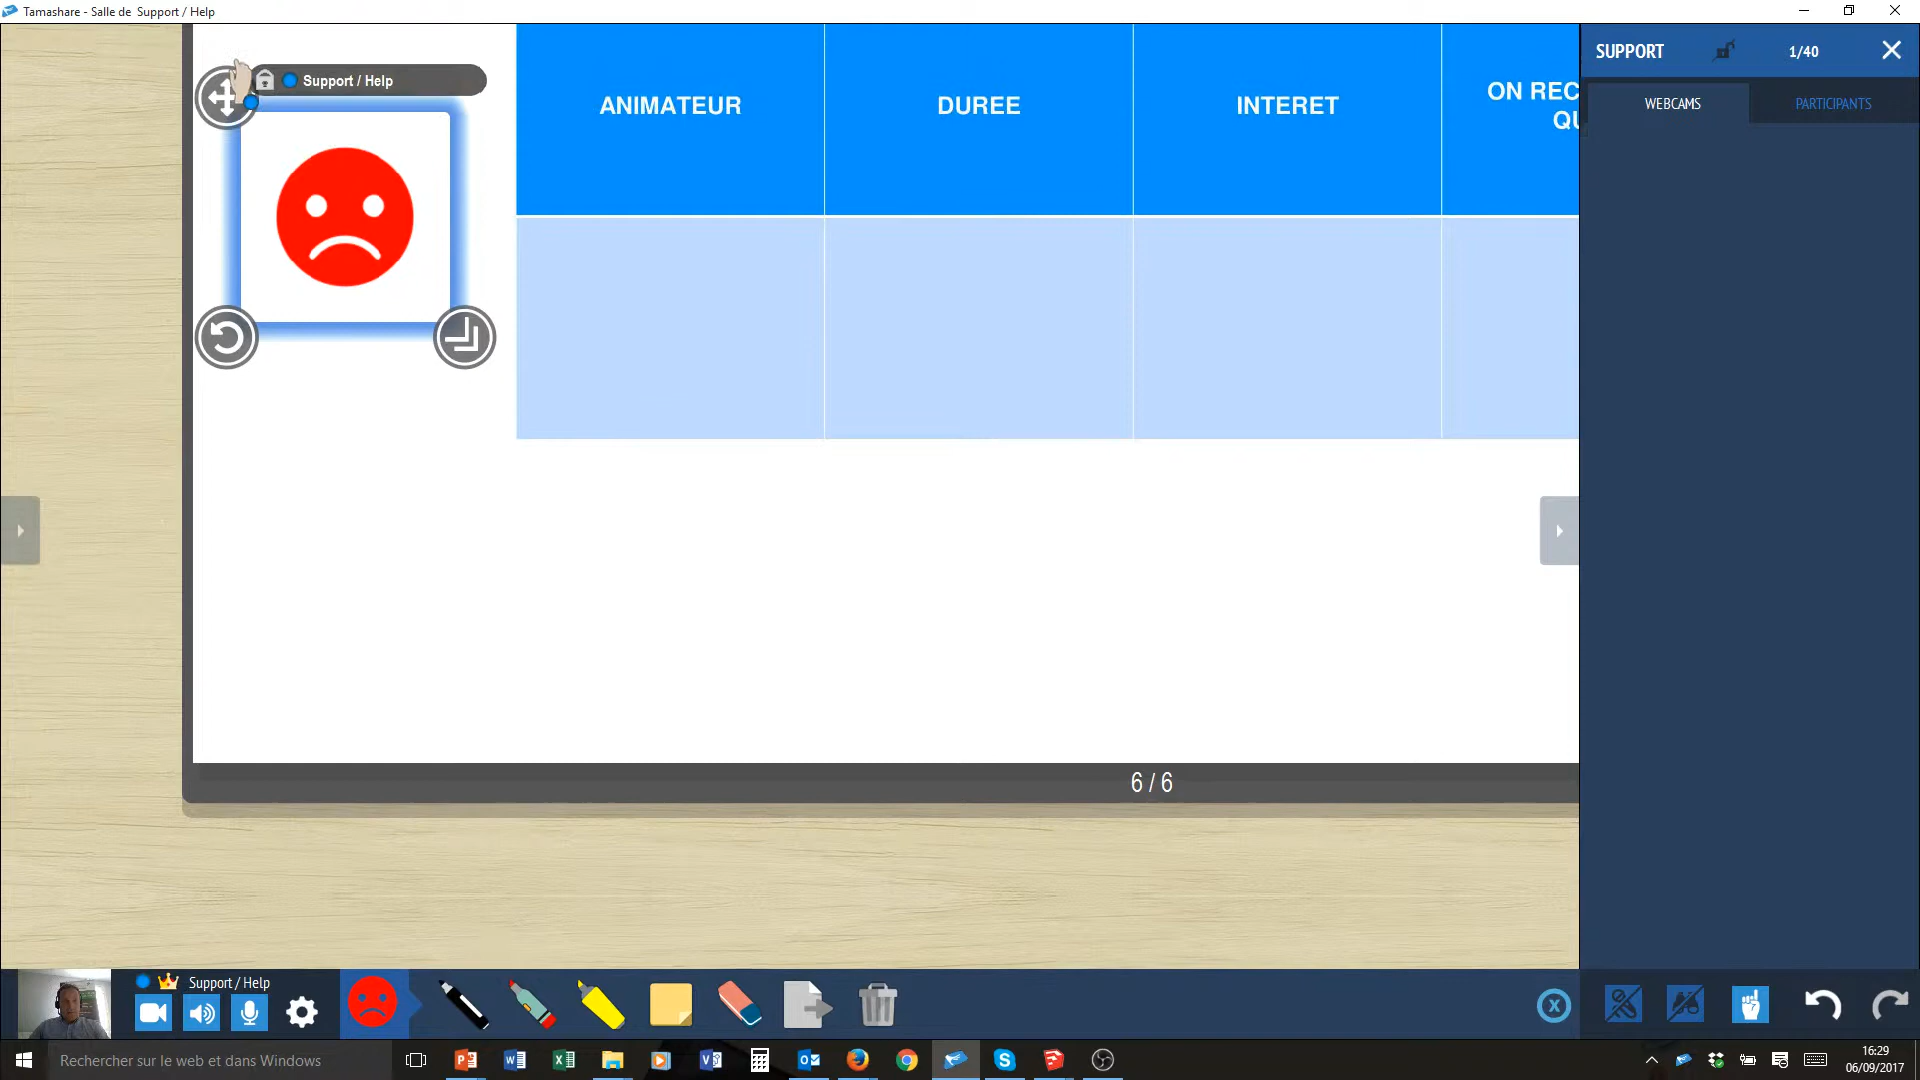 Tamashare - Salle de Support / Help
Support / Help
ANIMATEUR
DUREE
INTERET
ON REC
QU
SUPPORT
1/40
WEBCAMS
PARTICIPANTS
6 / 6
Support / Help
X
Rechercher sur le web et dans Windows
16:29
06/09/2017